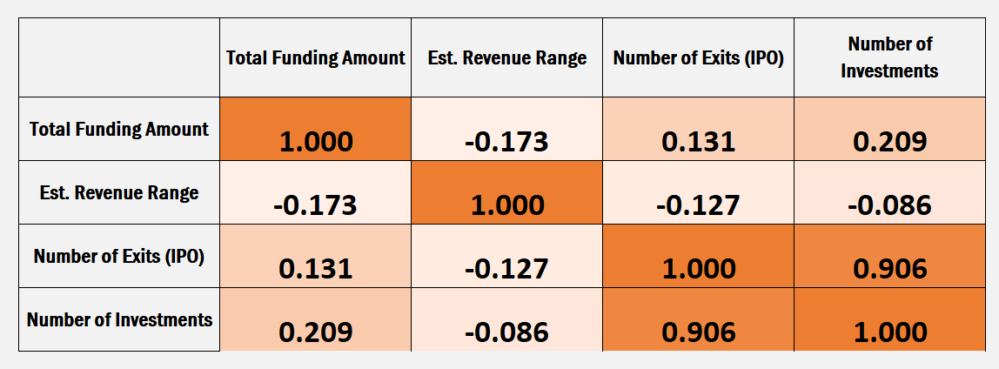 Total Funding Amount Est. Revenue Range Number of Exits (IPO) Number of
Investments
Total Funding Amount 1.000 -0.173 0.131 0.209
Est. Revenue Range -0.173 1.000 -0.127 -0.086
Number of Exits (IPO) 0.131 -0.127 1.000 0.906
Number of Investments 0.209 -0.086 0.906 1.000